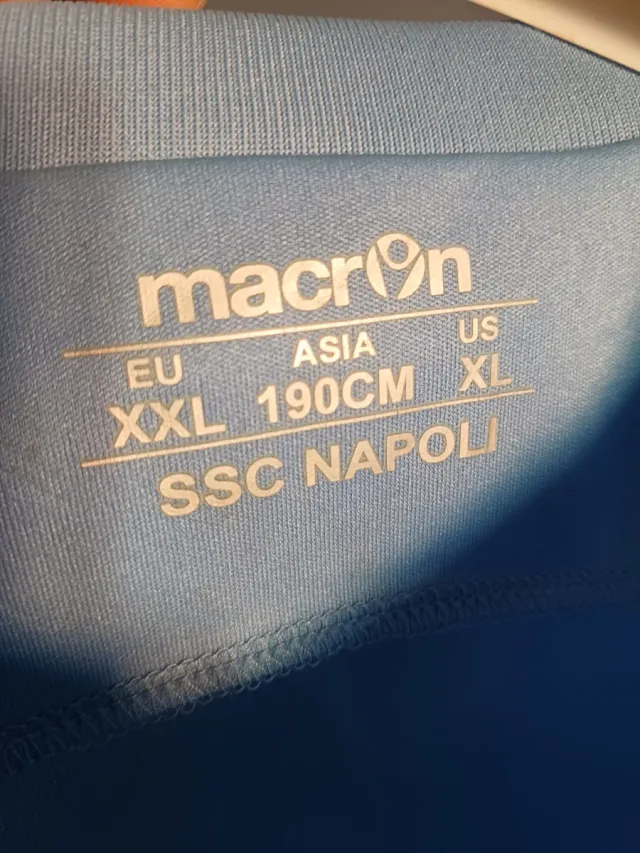 macron
EU ASIA US
XXL 190CM XL
SSC NAPOLI